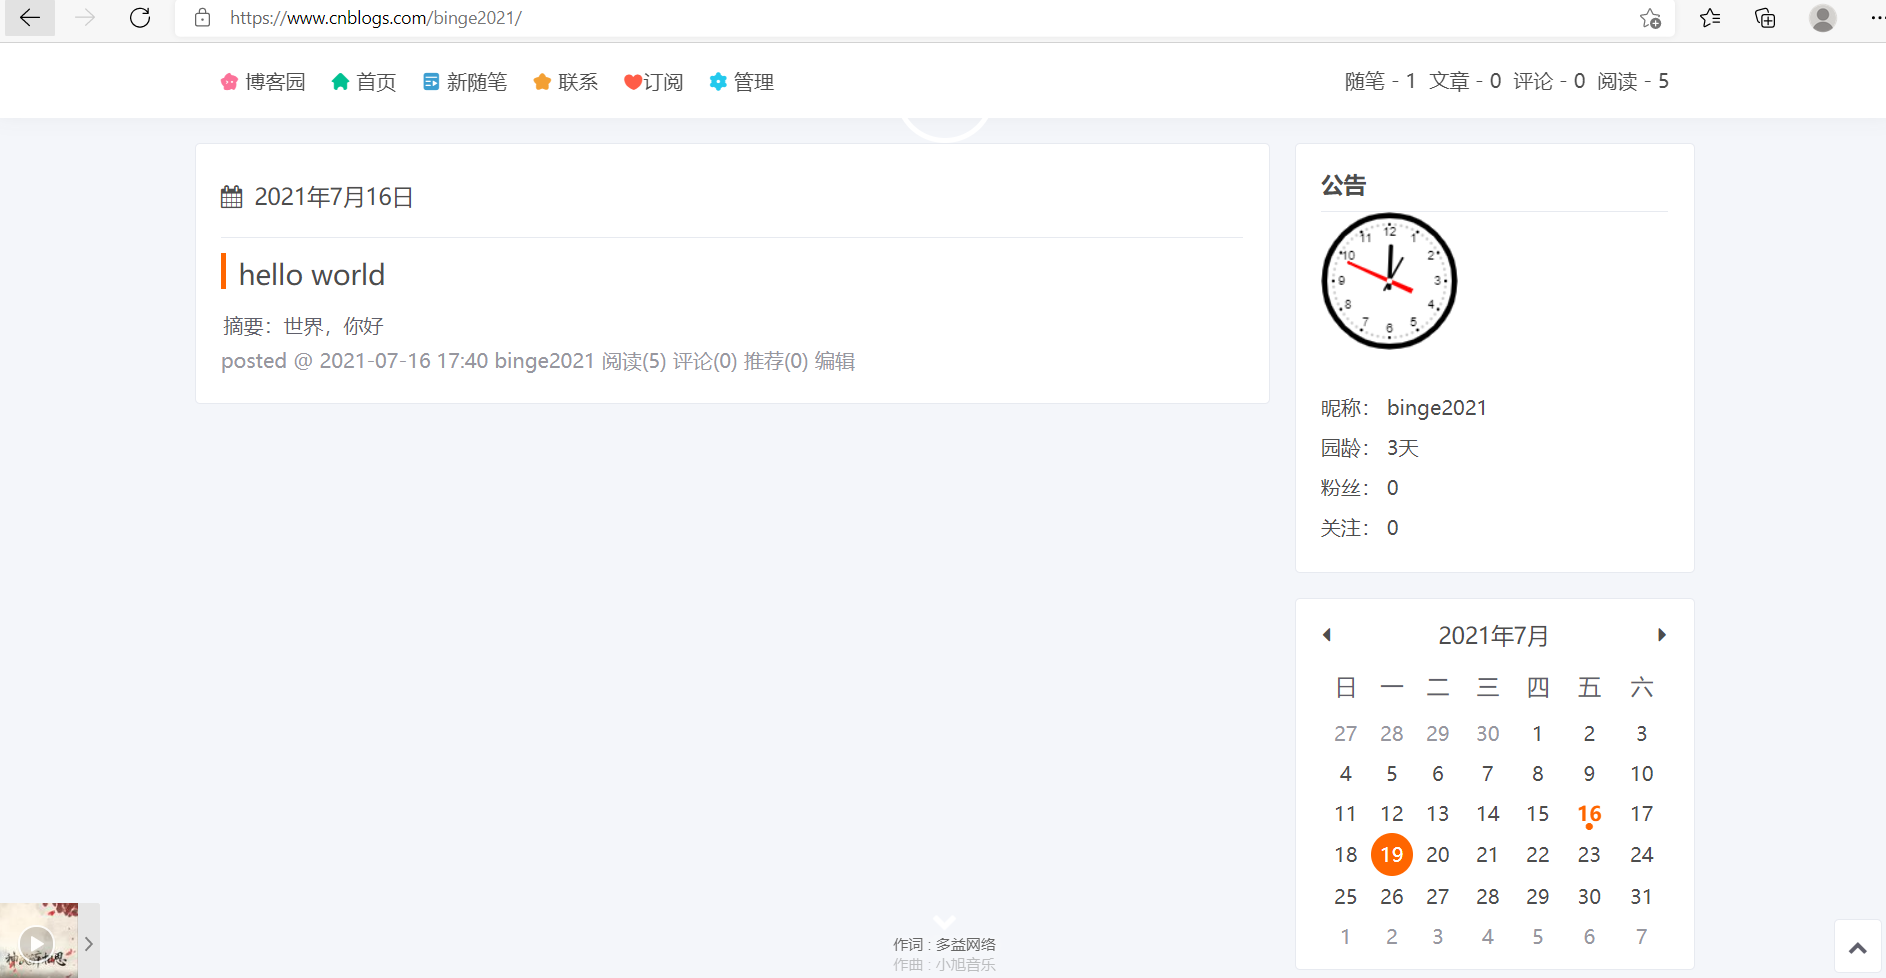 https://www.cnblogs.com/binge2021/
博客园 首页 新随笔 联系 订阅 管理
随笔 - 1 文章 - 0 评论 - 0 阅读 - 5
2021年7月16日
hello world
摘要：世界，你好
posted @ 2021-07-16 17:40 binge2021 阅读(5) 评论(0) 推荐(0) 编辑
公告
12 1 2 3 4 5 6 7 8 9 10 11
昵称： binge2021
园龄： 3天
粉丝： 0
关注： 0
2021年7月
日 一 二 三 四 五 六
27 28 29 30 1 2 3
4 5 6 7 8 9 10
11 12 13 14 15 16 17
18 19 20 21 22 23 24
25 26 27 28 29 30 31
1 2 3 4 5 6 7
作词 : 多益网络
作曲 : 小旭音乐